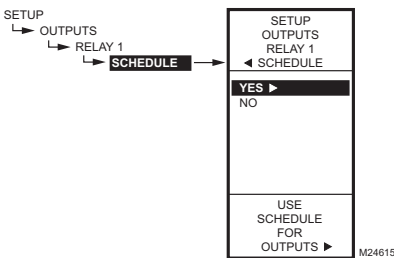 SETUP
OUTPUTS
RELAY 1
SCHEDULE
SETUP
OUTPUTS
RELAY 1
◄ SCHEDULE
YES ►
NO
USE
SCHEDULE
FOR
OUTPUTS ►
M24615